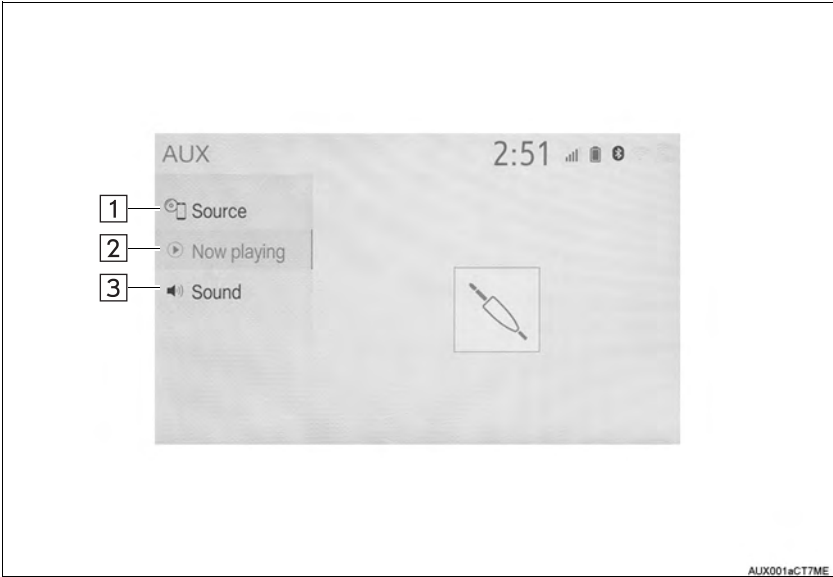 AUX 2:51
1 Source
2 Now playing
3 Sound
AUX001aCT7ME